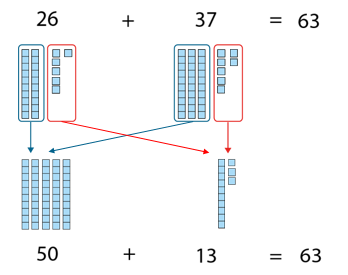 26 + 37 = 63
50 + 13 = 63